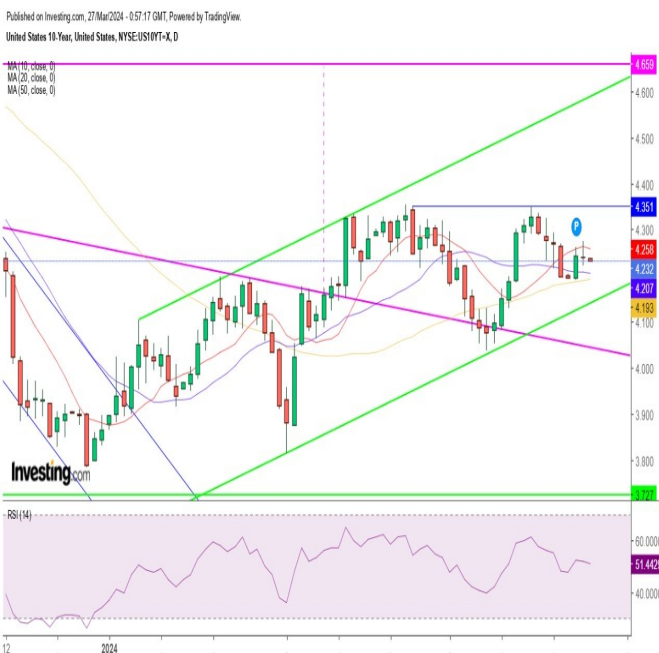 Published on Investing.com, 27/Mar/2024 - 0:57:17 GMT, Powered by TradingView.
United States 10-Year, United States, NYSE:US10YT=X, D
MA (10, close, 0)
MA (20, close, 0)
MA (50, close, 0)
4.659
4.600
4.500
4.400
4.351
4.300
P
4.258
4.232
4.207
4.193
4.100
4.000
3.900
3.800
Investing.com
3.727
RSI (14)
60.0000
51.4425
40.0000
12
2024